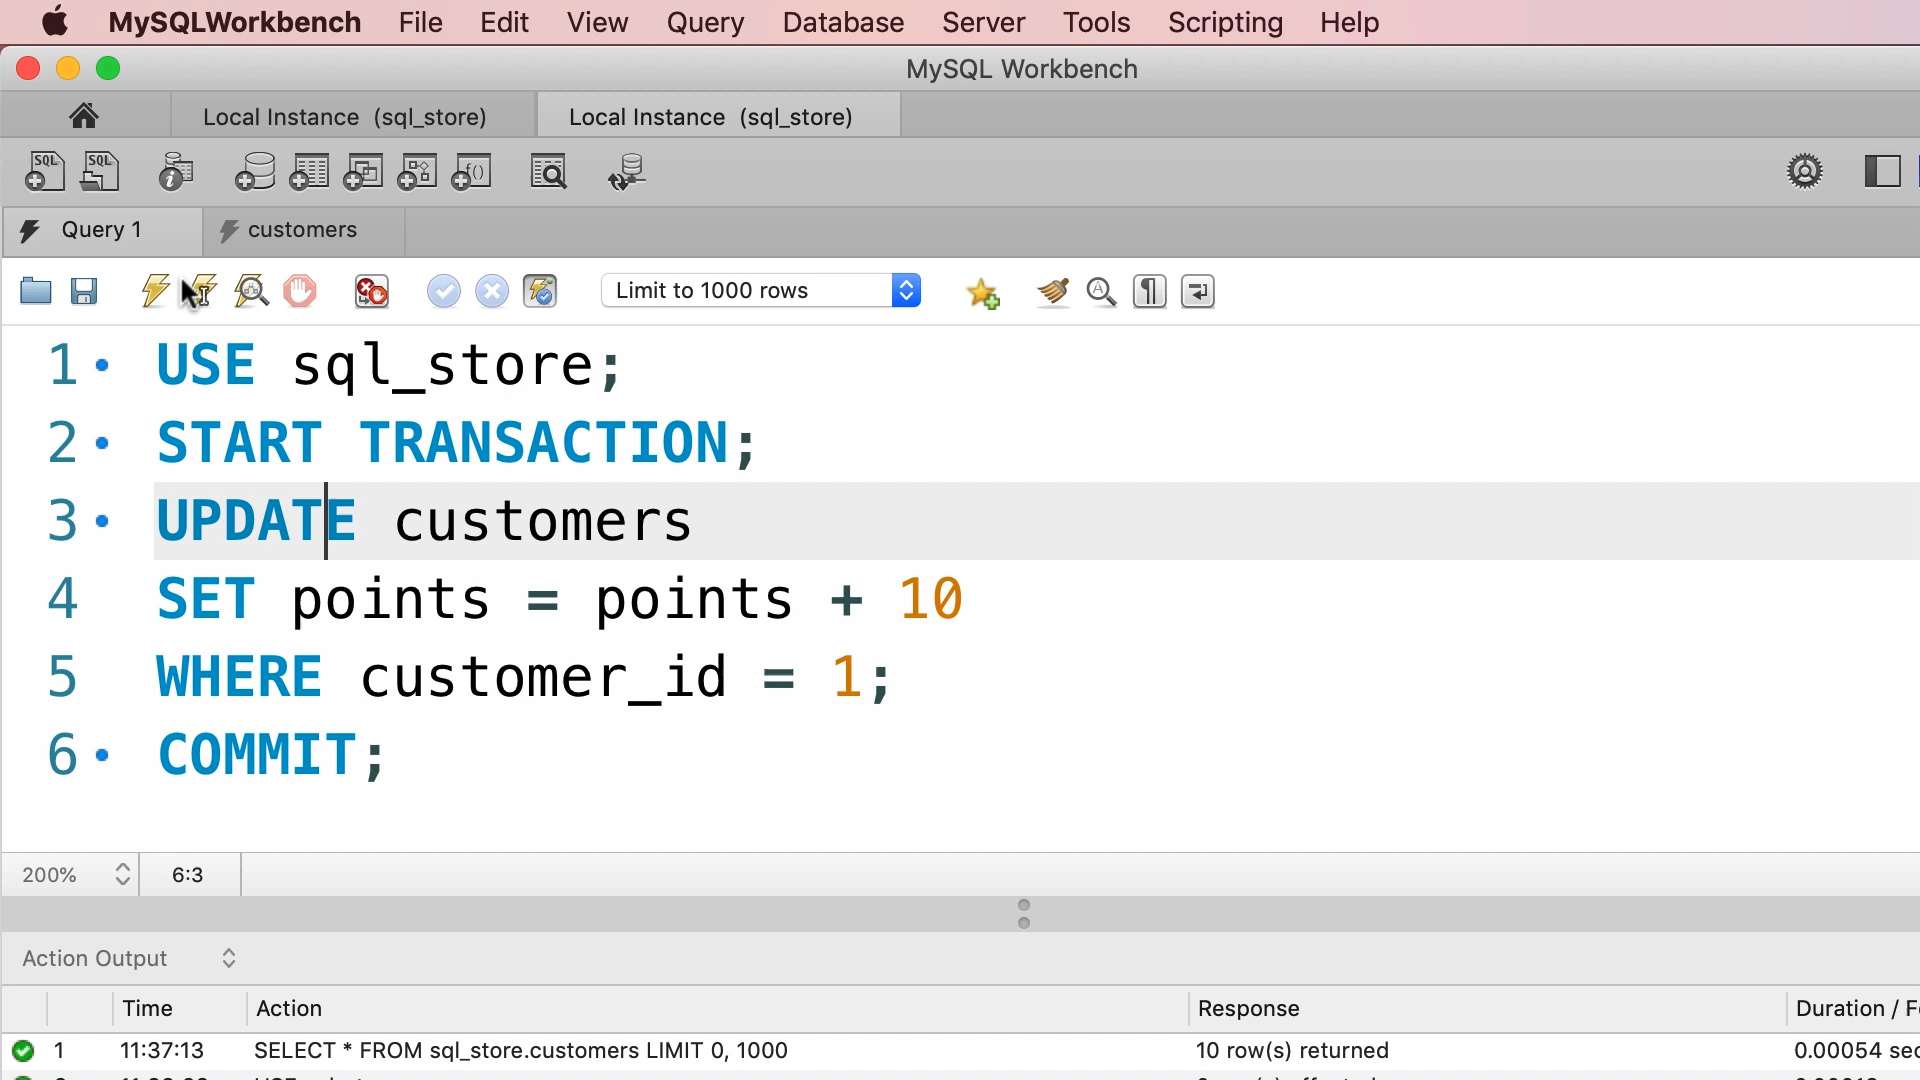 MySQLWorkbench File Edit View Query Database Server Tools Scripting Help
MySQL Workbench
Local Instance (sql_store) Local Instance (sql_store)
SQL SQL
Query 1 customers
Limit to 1000 rows
1 USE sql_store;
2 START TRANSACTION;
3 UPDATE customers
4 SET points = points + 10
5 WHERE customer_id = 1;
6 COMMIT;
200% 6:3
Action Output
Time Action Response Duration / F
1 11:37:13 SELECT * FROM sql_store.customers LIMIT 0, 1000 10 row(s) returned 0.00054 sec